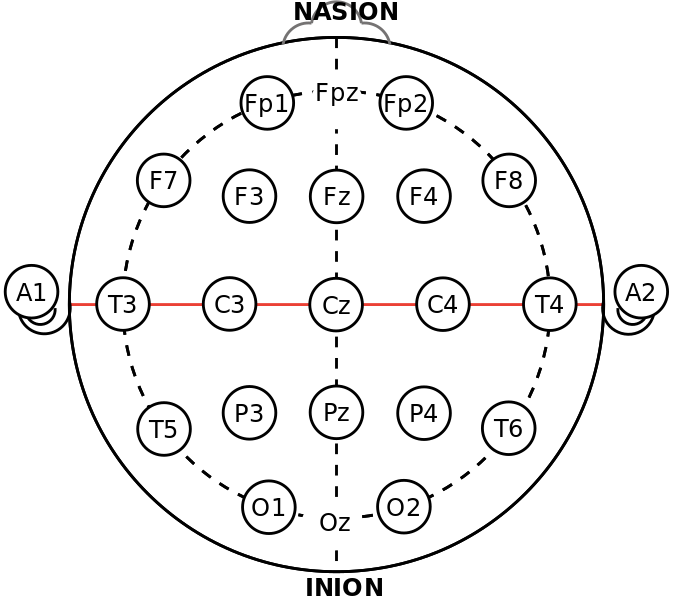 NASION
Fp1 Fpz Fp2
F7 F3 Fz F4 F8
A1 T3 C3 Cz C4 T4 A2
T5 P3 Pz P4 T6
O1 Oz O2
INION